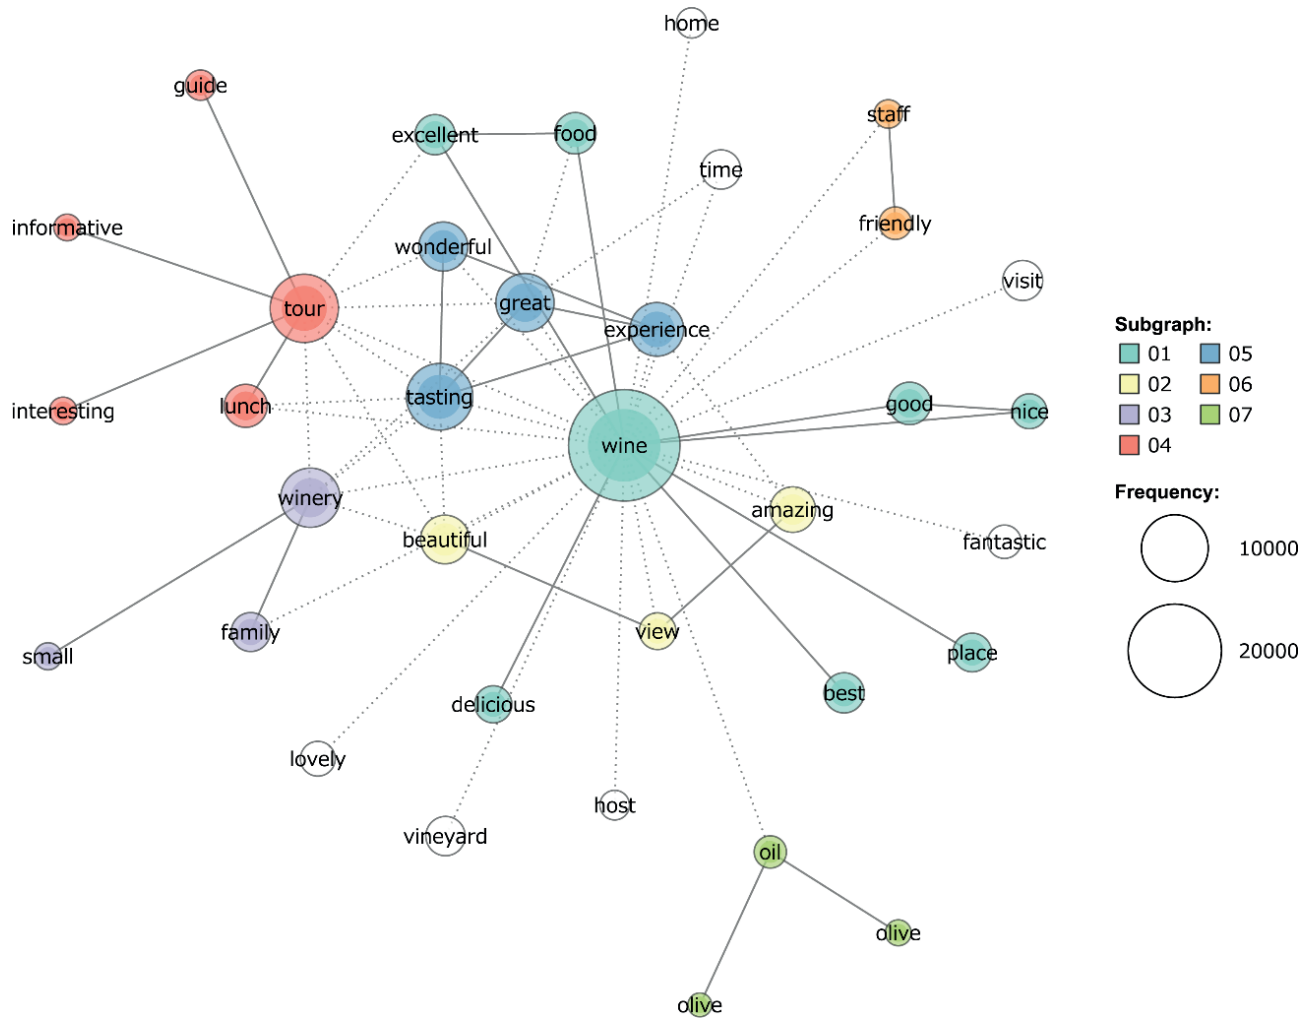 home
guide
staff
excellent
food
time
friendly
informative
wonderful
visit
tour
great
experience
Subgraph:
01 05
02 06
03 07
04
interesting
lunch
tasting
good
nice
wine
winery
amazing
beautiful
fantastic
Frequency:
10000
20000
small
family
view
place
delicious
best
lovely
vineyard
host
oil
olive
olive